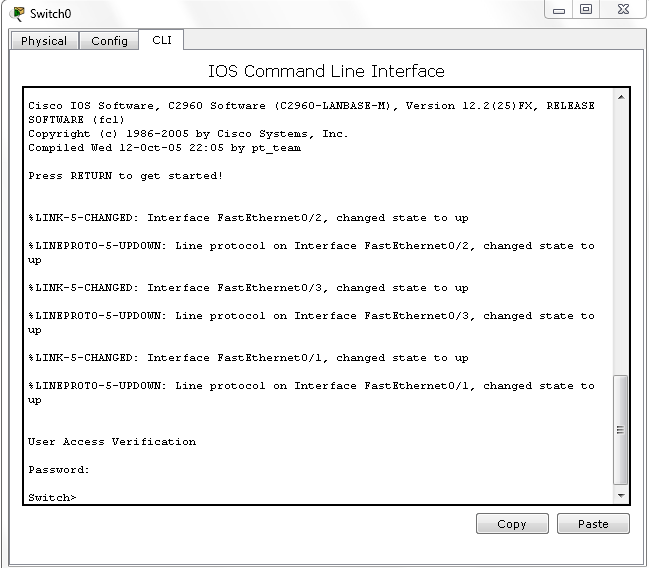 Switch0
Physical Config CLI
IOS Command Line Interface
Cisco IOS Software, C2960 Software (C2960-LANBASE-M), Version 12.2(25)FX, RELEASE
SOFTWARE (fc1)
Copyright (c) 1986-2005 by Cisco Systems, Inc.
Compiled Wed 12-Oct-05 22:05 by pt_team
Press RETURN to get started!
%LINK-5-CHANGED: Interface FastEthernet0/2, changed state to up
%LINEPROTO-5-UPDOWN: Line protocol on Interface FastEthernet0/2, changed state to
up
%LINK-5-CHANGED: Interface FastEthernet0/3, changed state to up
%LINEPROTO-5-UPDOWN: Line protocol on Interface FastEthernet0/3, changed state to
up
%LINK-5-CHANGED: Interface FastEthernet0/1, changed state to up
%LINEPROTO-5-UPDOWN: Line protocol on Interface FastEthernet0/1, changed state to
up
User Access Verification
Password:
Switch>
Copy Paste